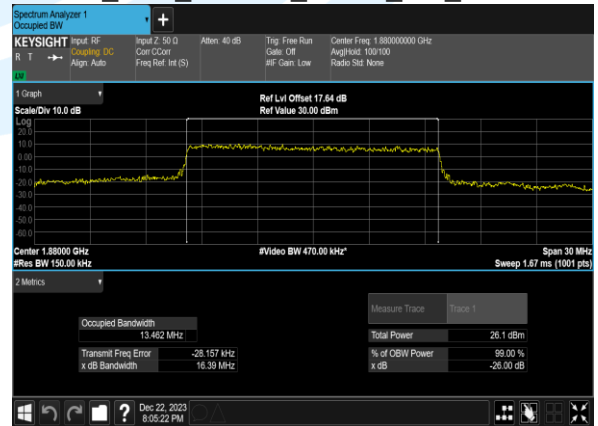 Spectrum Analyzer 1
Occupied BW
KEYSIGHT Input: RF Input Z: 50 Ω Atten: 40 dB Trig: Free Run Center Freq: 1.880000000 GHz
R T Coupling: DC Corr CCorr Gate: Off Avg|Hold: 100/100
Align: Auto Freq Ref: Int (S) #IF Gain: Low Radio Std: None
1 Graph
Ref Lvl Offset 17.64 dB
Scale/Div 10.0 dB Ref Value 30.00 dBm
Log
20.0
10.0
0.00
-10.0
-20.0
-30.0
-40.0
-50.0
-60.0
Center 1.88000 GHz #Video BW 470.00 kHz* Span 30 MHz
#Res BW 150.00 kHz Sweep 1.67 ms (1001 pts)
2 Metrics
Measure Trace Trace 1
Occupied Bandwidth
13.462 MHz Total Power 26.1 dBm
Transmit Freq Error -28.157 kHz % of OBW Power 99.00 %
x dB Bandwidth 16.39 MHz x dB -26.00 dB
Dec 22, 2023
8:05:22 PM